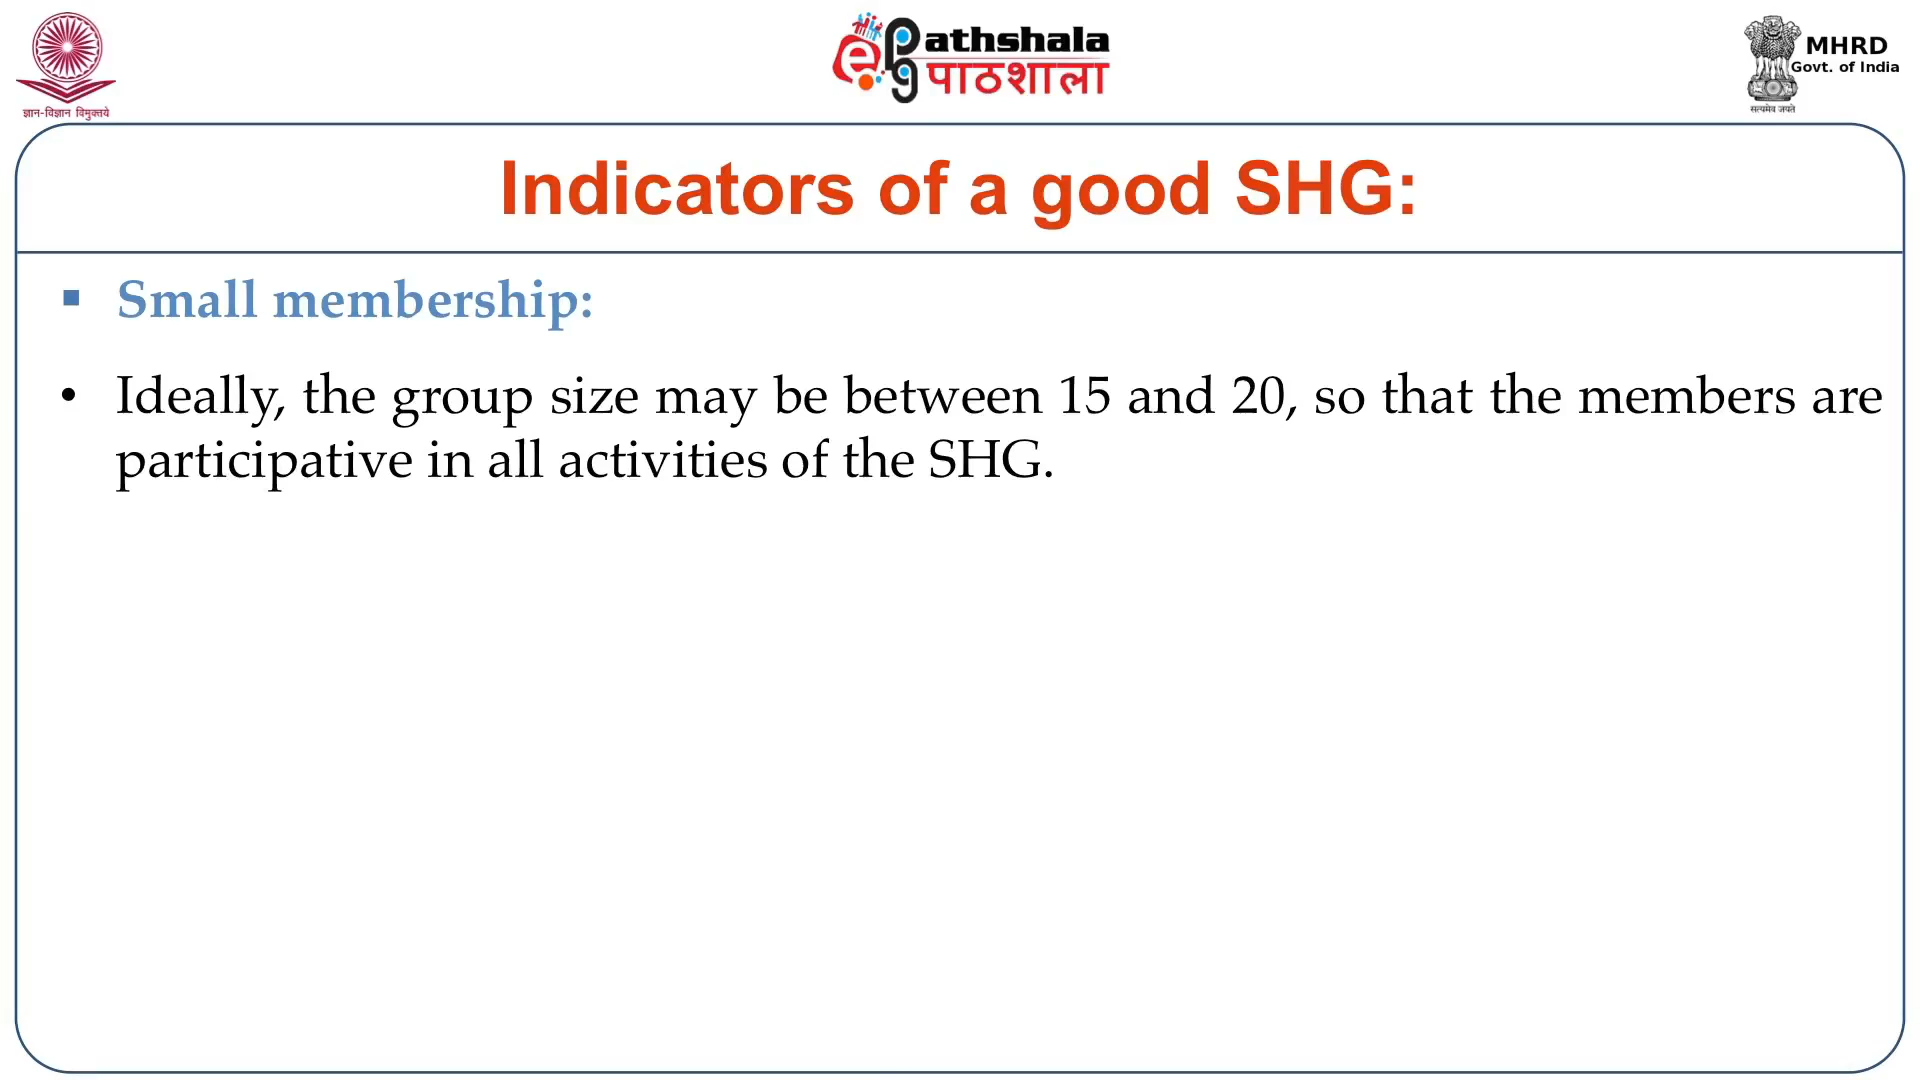 ज्ञान-विज्ञान विमुक्तये
e
Pathshala
पाठशाला
pg
MHRD
Govt. of India
सत्यमेव जयते
Indicators of a good SHG:
▪ Small membership:
• Ideally, the group size may be between 15 and 20, so that the members are
participative in all activities of the SHG.